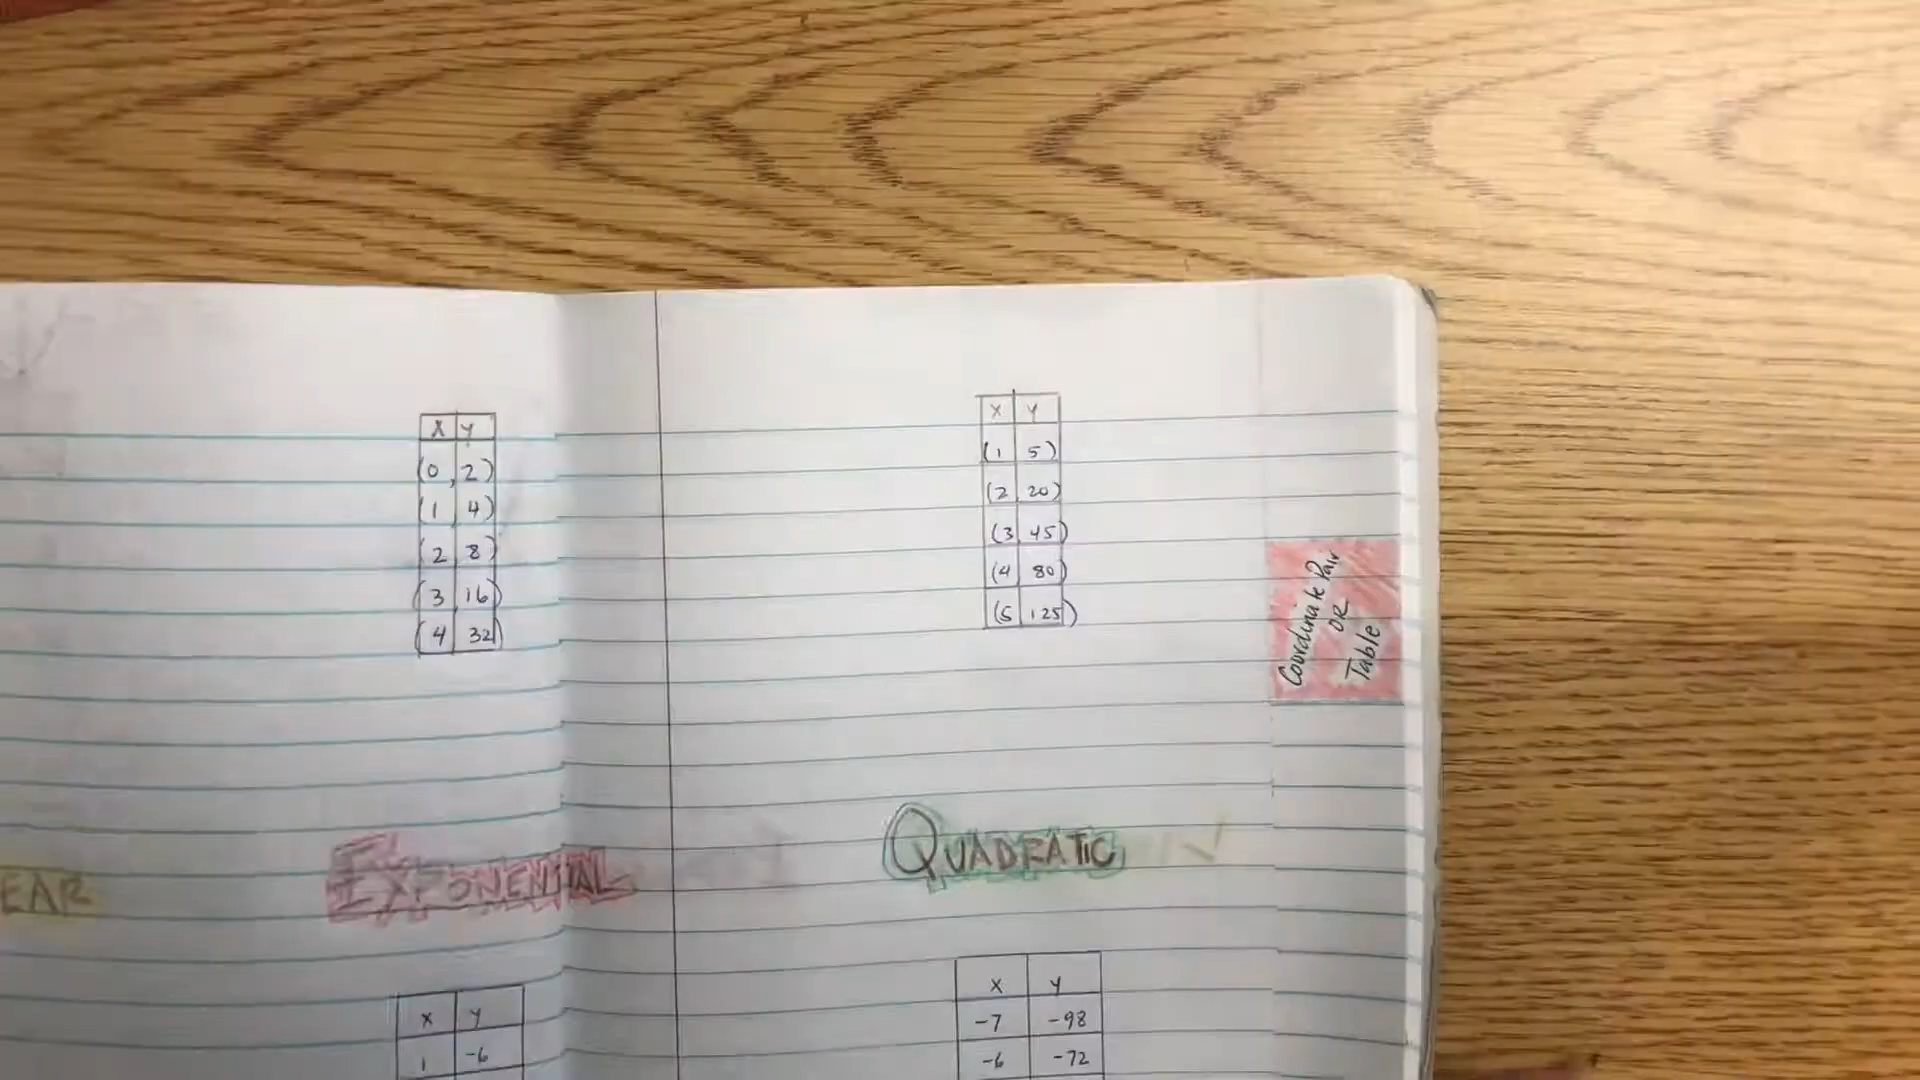 X Y
(0, 2)
(1 4)
(2 8)
(3, 16)
(4 32)
X Y
(1 5)
(2 20)
(3 45)
(4 80)
(5 125)
Coordinate Pair
OR
Table
EAR
EXPONENTIAL
QUADRATIC
X Y
1 -6
X Y
-7 -98
-6 -72